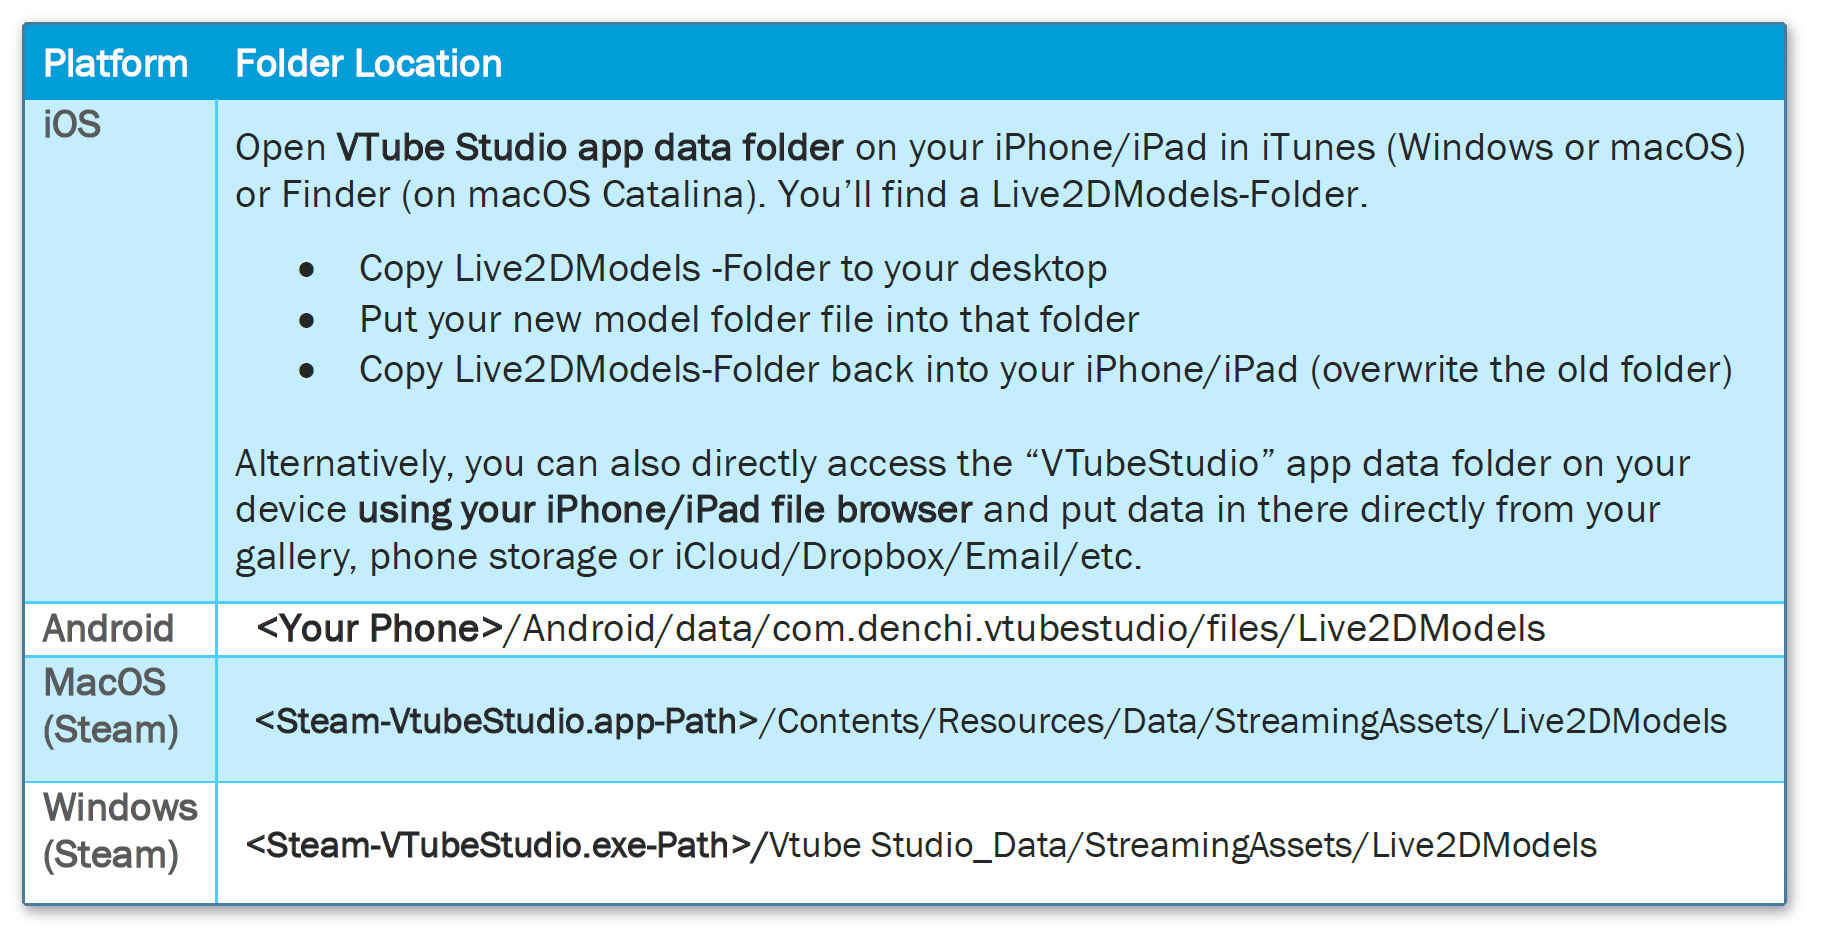 Platform Folder Location
iOS
Open VTube Studio app data folder on your iPhone/iPad in iTunes (Windows or macOS)
or Finder (on macOS Catalina). You’ll find a Live2DModels-Folder.
● Copy Live2DModels -Folder to your desktop
● Put your new model folder file into that folder
● Copy Live2DModels-Folder back into your iPhone/iPad (overwrite the old folder)
Alternatively, you can also directly access the “VTubeStudio” app data folder on your
device using your iPhone/iPad file browser and put data in there directly from your
gallery, phone storage or iCloud/Dropbox/Email/etc.
Android <Your Phone>/Android/data/com.denchi.vtubestudio/files/Live2DModels
MacOS
(Steam)
<Steam-VtubeStudio.app-Path>/Contents/Resources/Data/StreamingAssets/Live2DModels
Windows
(Steam)
<Steam-VTubeStudio.exe-Path>/Vtube Studio_Data/StreamingAssets/Live2DModels